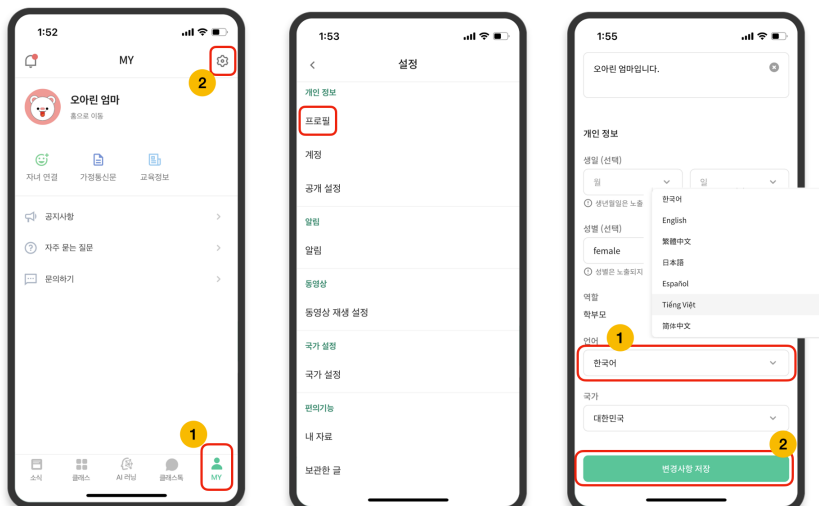 1:52
MY
2
오아린 엄마
홈으로 이동
자녀 연결
가정통신문
교육정보
공지사항
자주 묻는 질문
문의하기
1
소식
클래스
AI 러닝
클래스톡
MY
1:53
설정
개인 정보
프로필
계정
공개 설정
알림
알림
동영상
동영상 재생 설정
국가 설정
국가 설정
편의기능
내 자료
보관한 글
1:55
오아린 엄마입니다.
개인 정보
생일 (선택)
월
일
생년월일은 노출
성별 (선택)
female
성별은 노출되지
역할
학부모
한국어
English
繁體中文
日本語
Español
Tiếng Việt
简体中文
언어
1
한국어
국가
대한민국
2
변경사항 저장